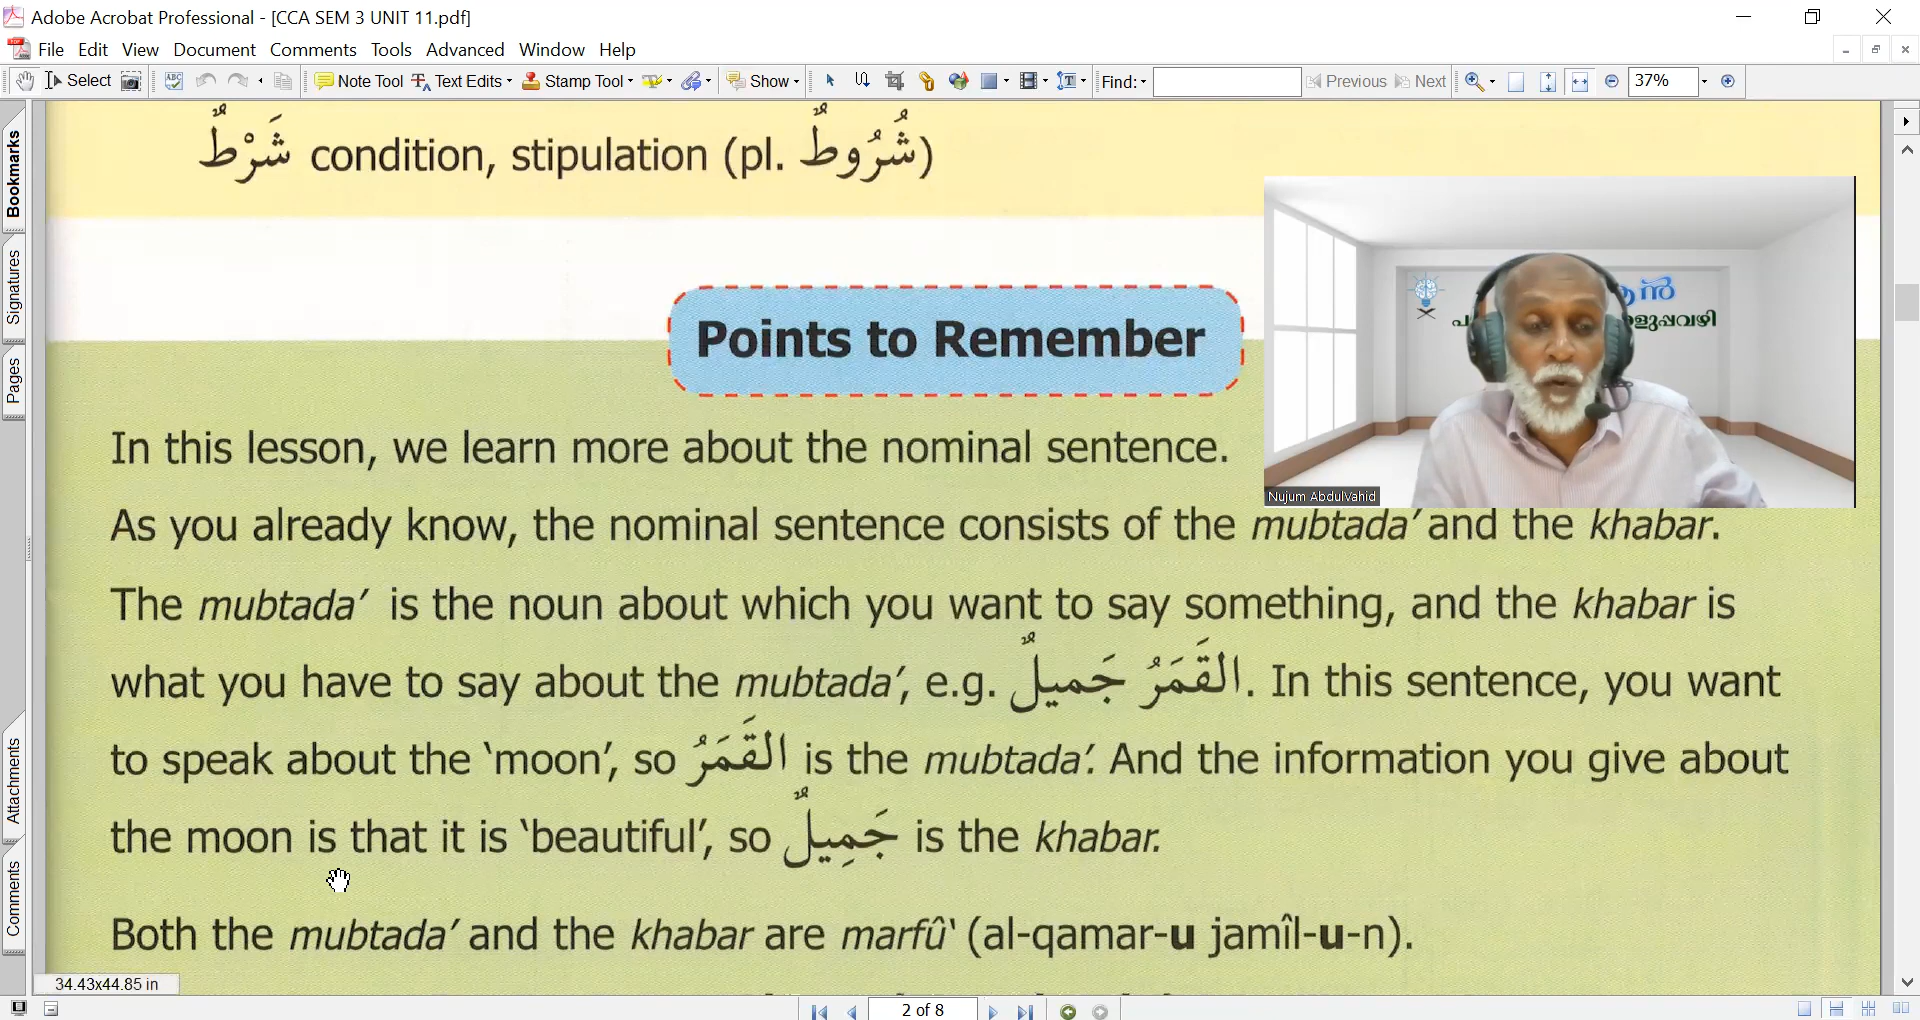 Adobe Acrobat Professional - [CCA SEM 3 UNIT 11.pdf]
File Edit View Document Comments Tools Advanced Window Help
Select Note Tool Text Edits Stamp Tool Show Find: Previous Next 37%
Bookmarks
Signatures
Pages
Attachments
Comments
شَرْطٌ condition, stipulation (pl. شُرُوطٌ)
Points to Remember
In this lesson, we learn more about the nominal sentence.
As you already know, the nominal sentence consists of the mubtada’ and the khabar.
The mubtada’ is the noun about which you want to say something, and the khabar is
what you have to say about the mubtada’, e.g. القَمَرُ جَميلٌ. In this sentence, you want
to speak about the ‘moon’, so القَمَرُ is the mubtada’. And the information you give about
the moon is that it is ‘beautiful’, so جَمِيلٌ is the khabar.
Both the mubtada’ and the khabar are marfû‘ (al-qamar-u jamîl-u-n).
Nujum AbdulVahid
34.43x44.85 in
2 of 8